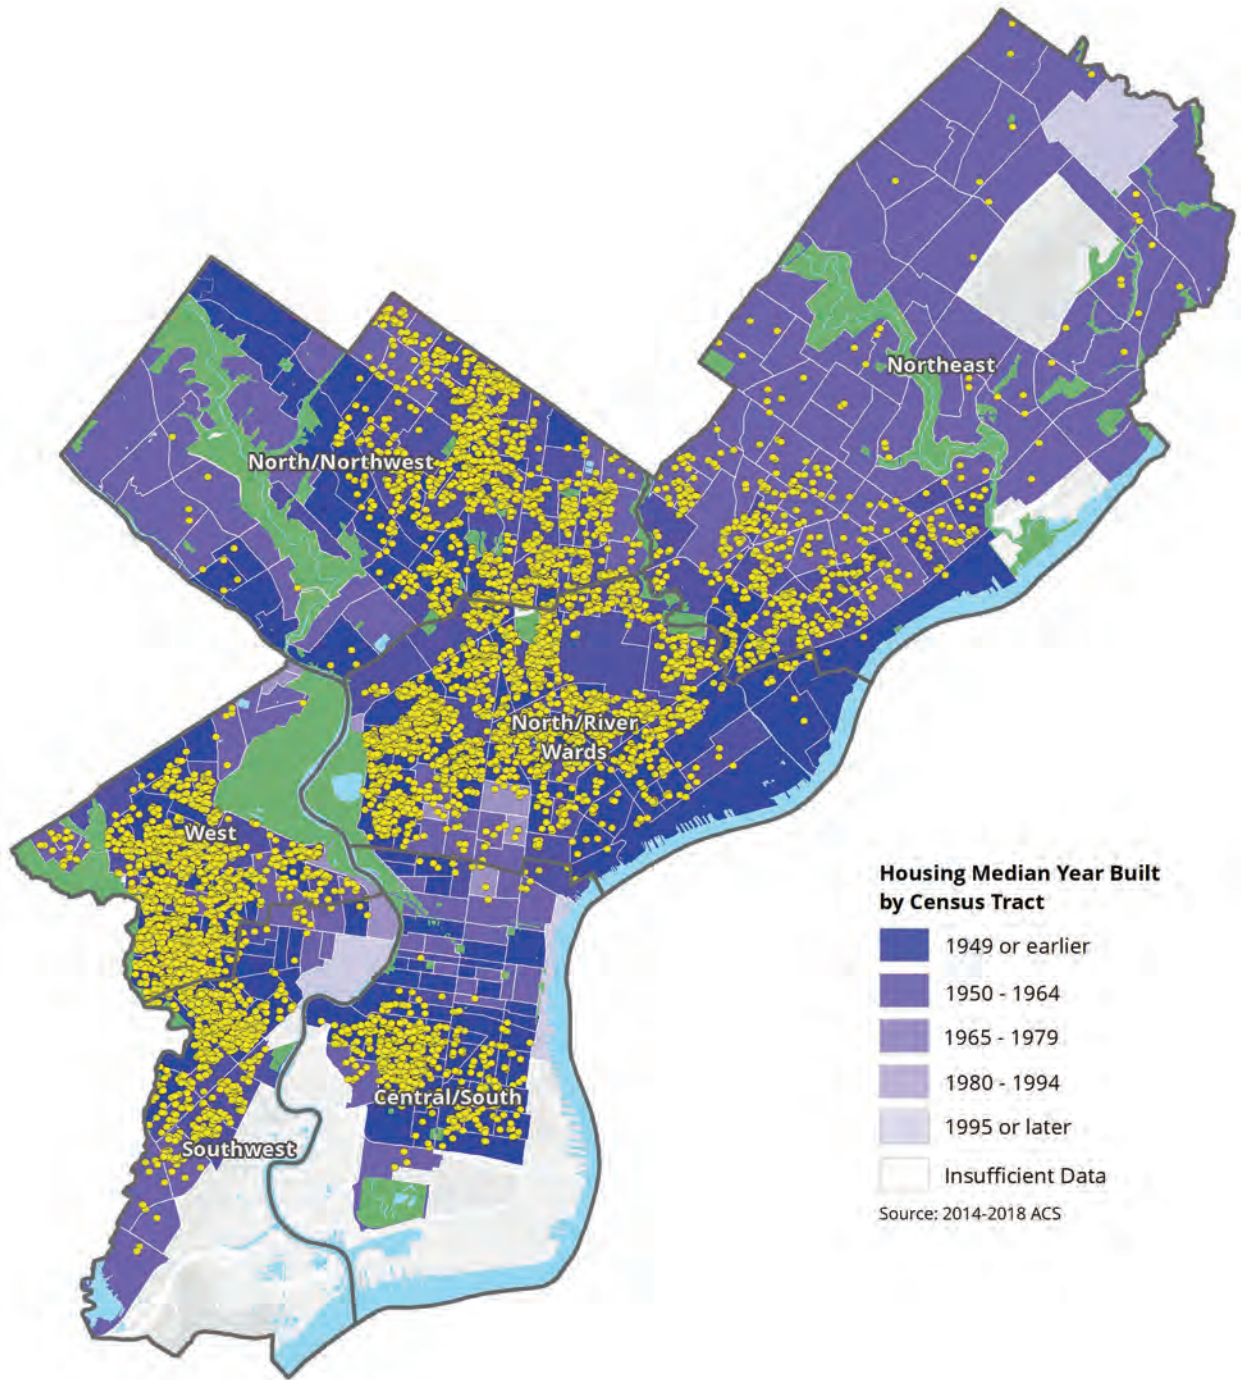 Northeast
North/Northwest
North/River
Wards
West
Central/South
Southwest
Housing Median Year Built
by Census Tract
1949 or earlier
1950 - 1964
1965 - 1979
1980 - 1994
1995 or later
Insufficient Data
Source: 2014-2018 ACS